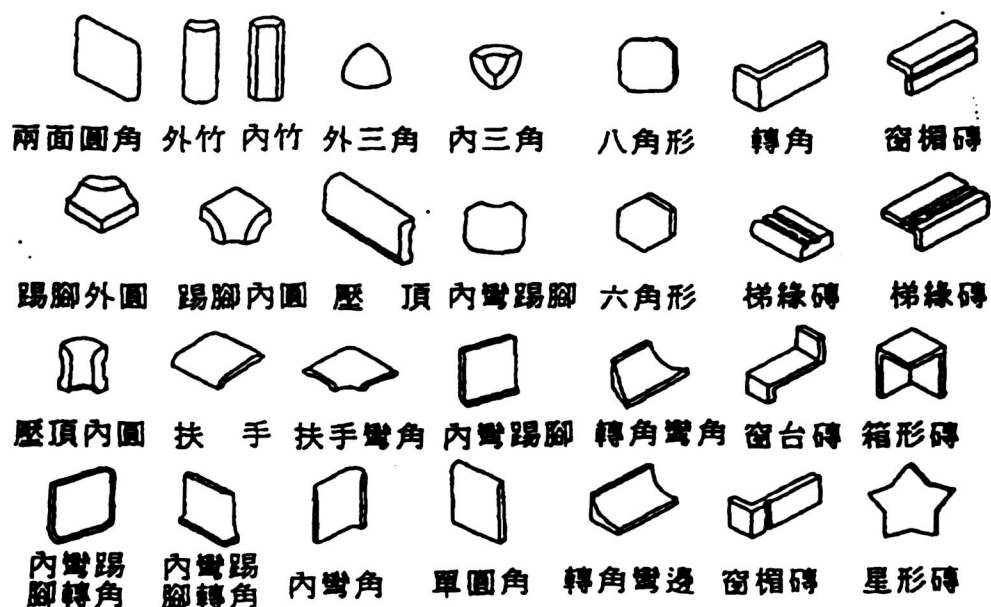 兩面圓角 外竹 內竹 外三角 內三角 八角形 轉角 窗楣磚
踢腳外圓 踢腳內圓 壓頂 內彎踢腳 六角形 梯緣磚 梯緣磚
壓頂內圓 扶手 扶手彎角 內彎踢腳 轉角彎角 窗台磚 箱形磚
內彎踢 內彎踢
腳轉角 腳轉角 內彎角 單圓角 轉角彎邊 窗楣磚 星形磚